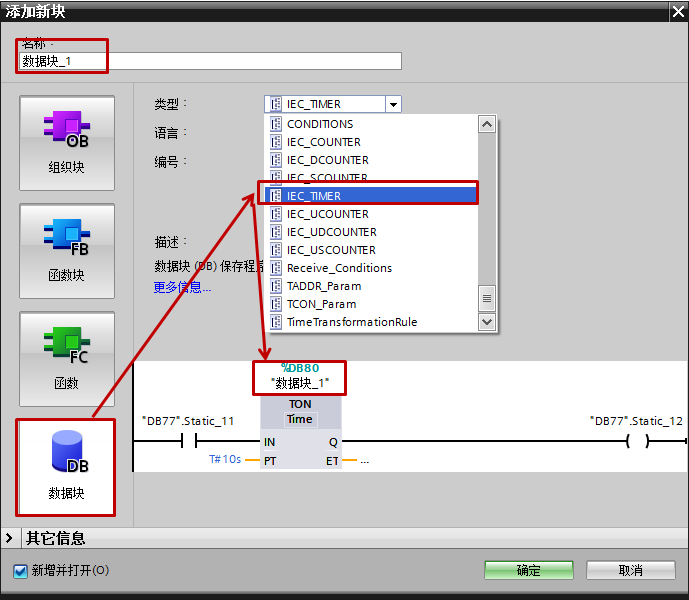 添加新块
名称：
数据块_1
OB
组织块
FB
函数块
FC
函数
DB
数据块
类型：
IEC_TIMER
语言：
编号：
CONDITIONS
IEC_COUNTER
IEC_DCOUNTER
IEC_SCOUNTER
IEC_TIMER
IEC_UCOUNTER
IEC_UDCOUNTER
IEC_USCOUNTER
Receive_Conditions
TADDR_Param
TCON_Param
TimeTransformationRule
描述：
数据块 (DB) 保存程序
更多信息...
%DB80
"数据块_1"
TON
Time
"DB77".Static_11
"DB77".Static_12
IN
Q
T#10s
PT
ET
...
其它信息
新增并打开(O)
确定
取消